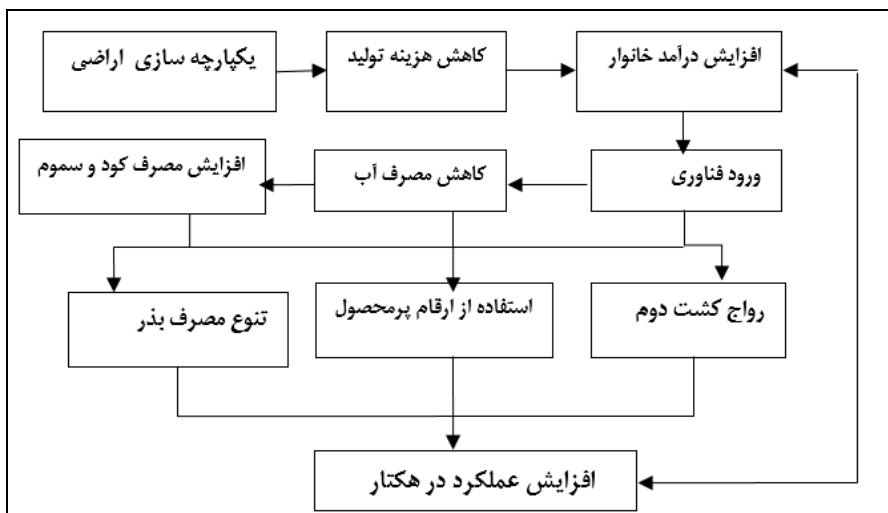 یکپارچه سازی اراضی
کاهش هزینه تولید
افزایش درآمد خانوار
ورود فناوری
کاهش مصرف آب
افزایش مصرف کود و سموم
تنوع مصرف بذر
استفاده از ارقام پرمحصول
رواج کشت دوم
افزایش عملکرد در هکتار